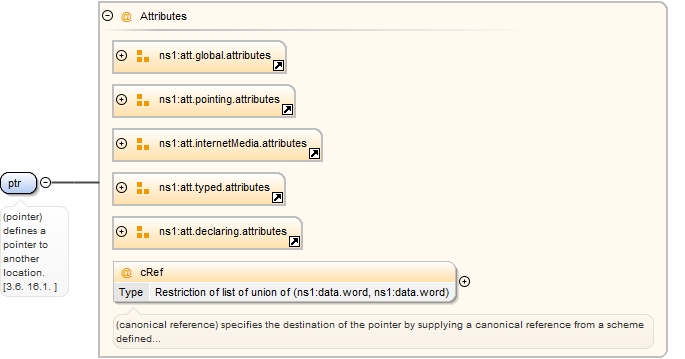 Attributes
ns1:att.global.attributes
ns1:att.pointing.attributes
ns1:att.internetMedia.attributes
ns1:att.typed.attributes
ns1:att.declaring.attributes
ptr
(pointer)
defines a
pointer to
another
location.
[3.6. 16.1. ]
cRef
Type Restriction of list of union of (ns1:data.word, ns1:data.word)
(canonical reference) specifies the destination of the pointer by supplying a canonical reference from a scheme
defined...